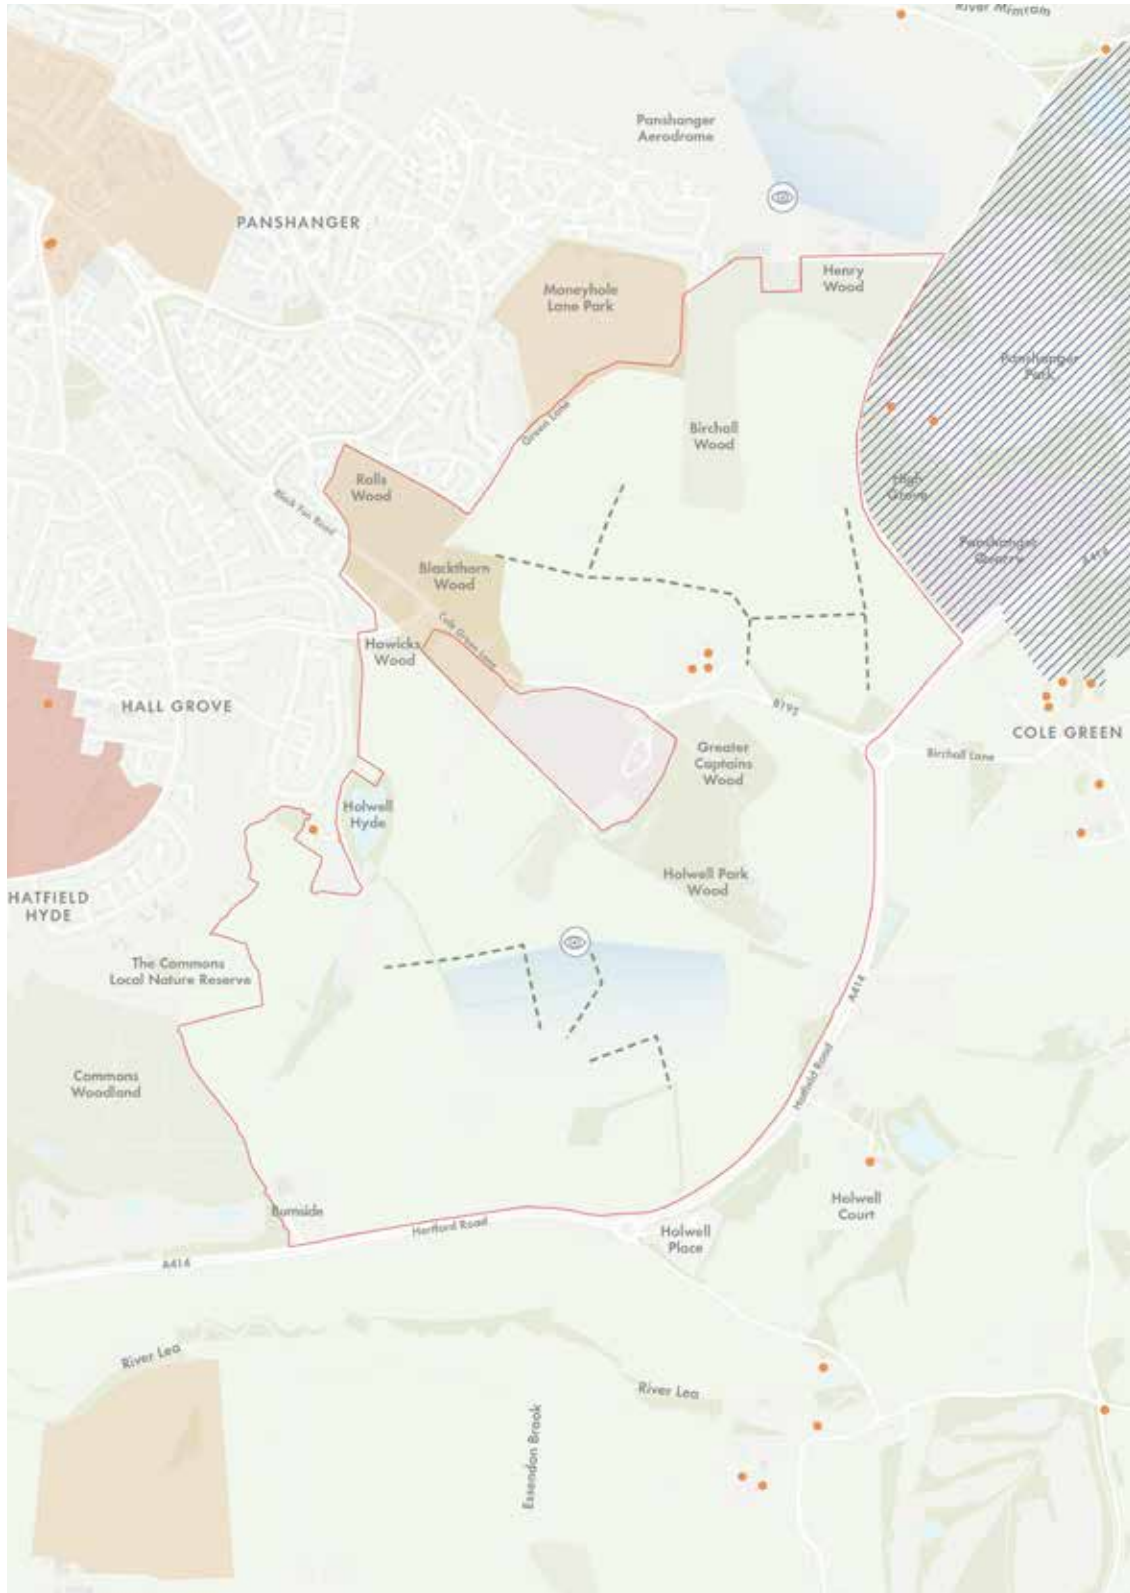 River Mimram
Panshanger
Aerodrome
PANSHANGER
Henry
Wood
Moneyhole
Lane Park
Panshanger
Park
Green Lane
Birchall
Wood
Rolls
Wood
High
Grove
Black Fan Road
Panshanger
Quarry
A414
Blackthorn
Wood
Cole Green Lane
Hawicks
Wood
HALL GROVE
B195
COLE GREEN
Greater
Captains
Wood
Birchall Lane
Holwell
Hyde
Holwell Park
Wood
HATFIELD
HYDE
The Commons
Local Nature Reserve
A414
Commons
Woodland
Hatfield Road
Holwell
Court
Burnside
Hertford Road
Holwell
Place
A414
River Lea
River Lea
Essendon Brook